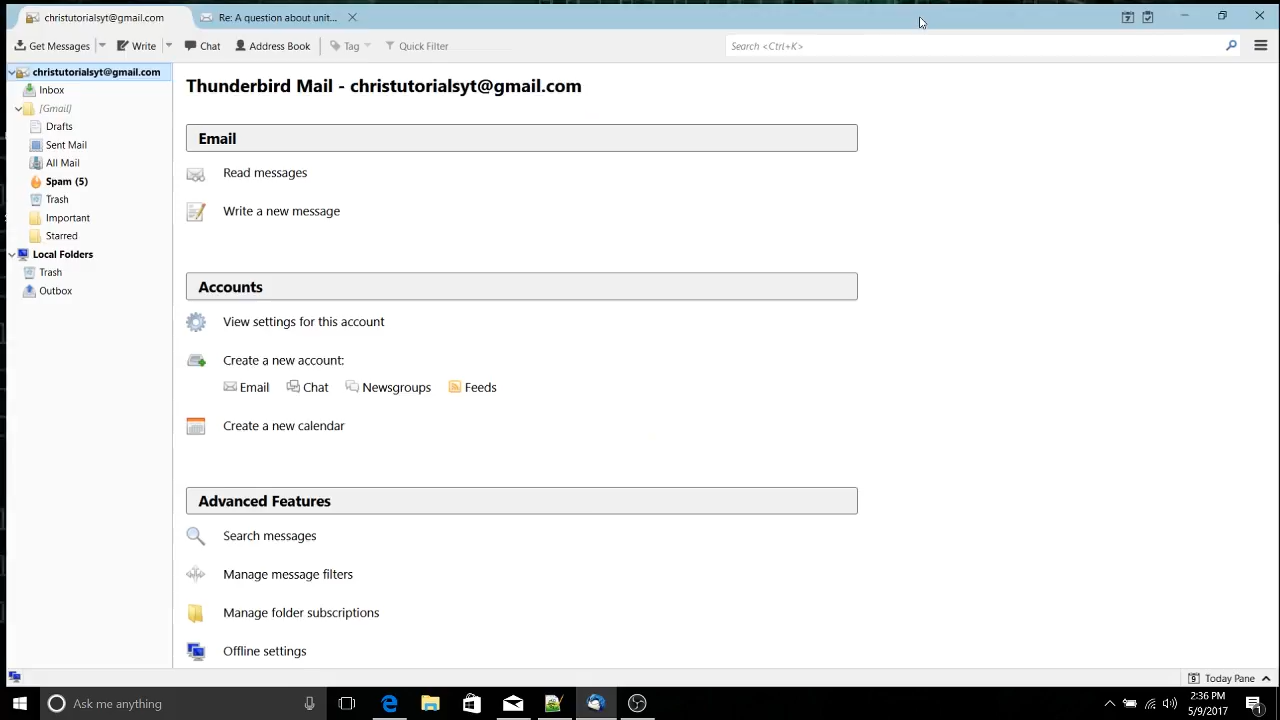 christutorialsyt@gmail.com
Re: A question about unit...
Get Messages
Write
Chat
Address Book
Tag
Quick Filter
Search <Ctrl+K>
christutorialsyt@gmail.com
Inbox
[Gmail]
Drafts
Sent Mail
All Mail
Spam (5)
Trash
Important
Starred
Local Folders
Trash
Outbox
Thunderbird Mail - christutorialsyt@gmail.com
Email
Read messages
Write a new message
Accounts
View settings for this account
Create a new account:
Email Chat Newsgroups Feeds
Create a new calendar
Advanced Features
Search messages
Manage message filters
Manage folder subscriptions
Offline settings
Today Pane
Ask me anything
2:36 PM
5/9/2017